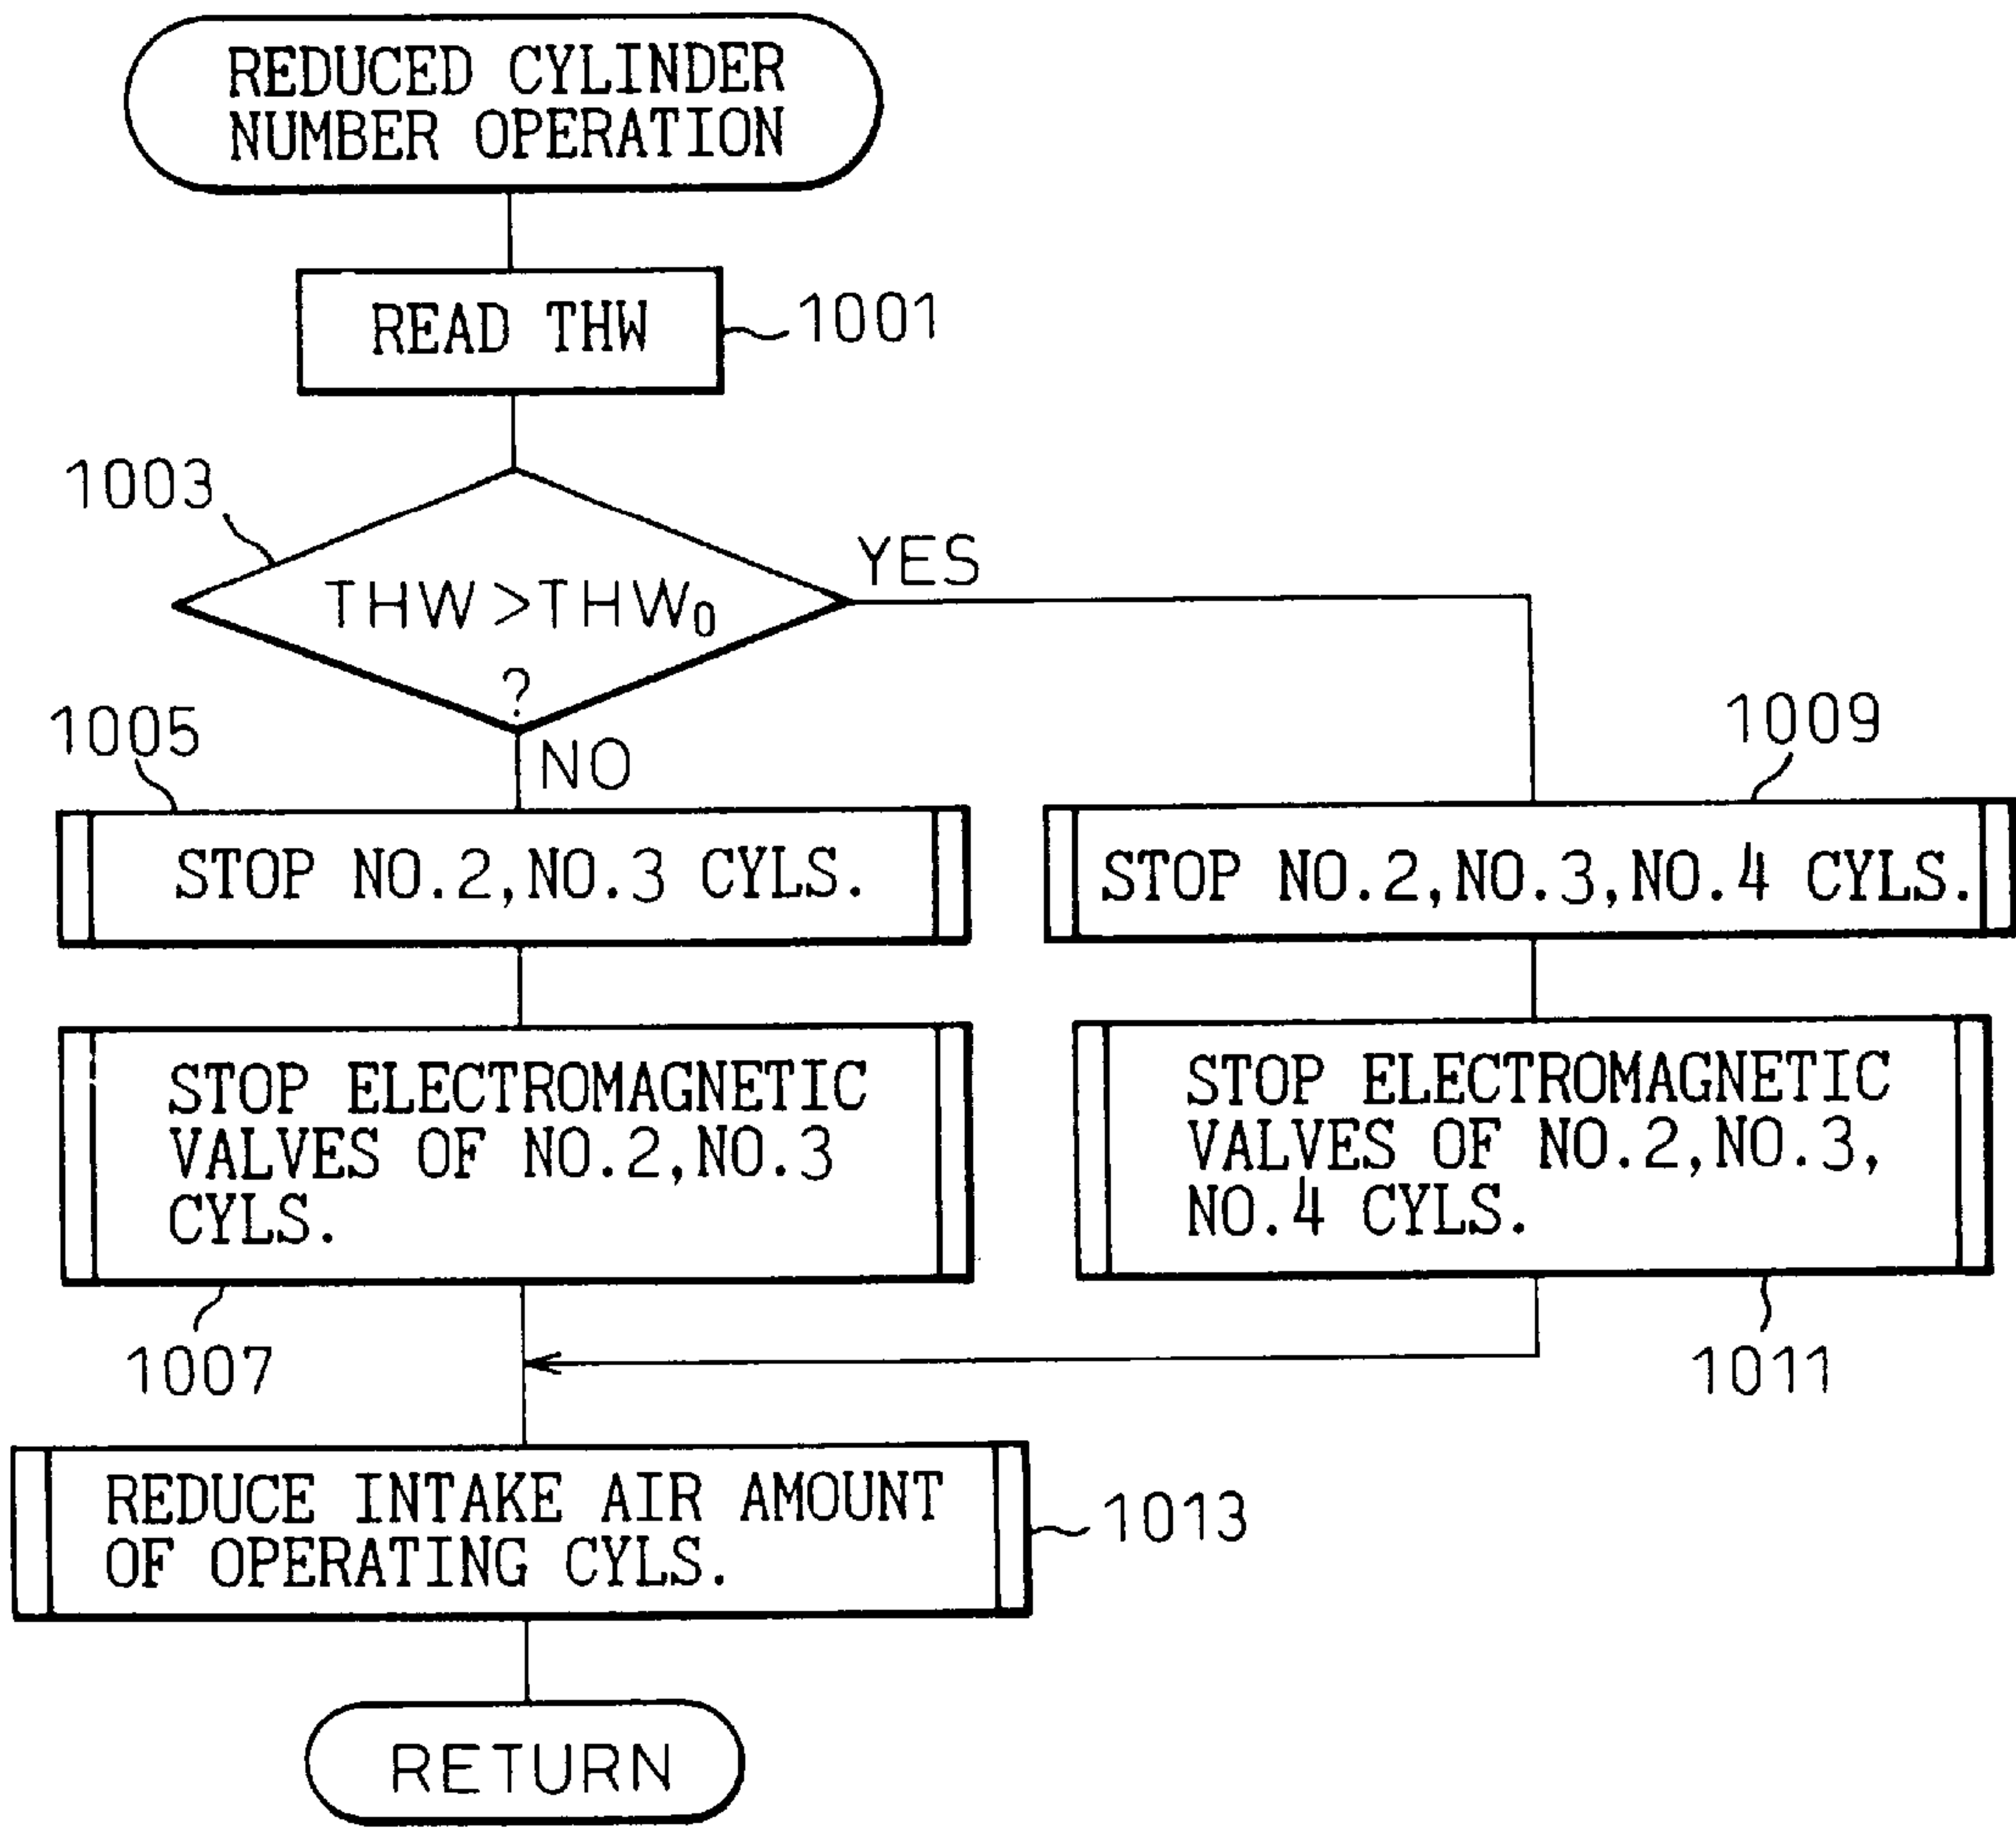 REDUCED CYLINDER
NUMBER OPERATION
READ THW
1001
1003
THW>THW₀
?
YES
NO
1005
STOP NO.2,NO.3 CYLS.
1009
STOP NO.2,NO.3,NO.4 CYLS.
STOP ELECTROMAGNETIC
VALVES OF NO.2,NO.3
CYLS.
1007
STOP ELECTROMAGNETIC
VALVES OF NO.2,NO.3,
NO.4 CYLS.
1011
REDUCE INTAKE AIR AMOUNT
OF OPERATING CYLS.
1013
RETURN